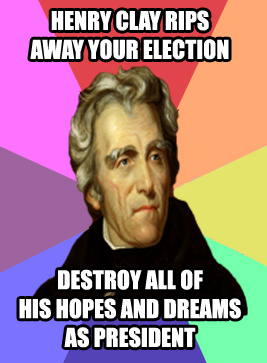 HENRY CLAY RIPS
AWAY YOUR ELECTION
DESTROY ALL OF
HIS HOPES AND DREAMS
AS PRESIDENT